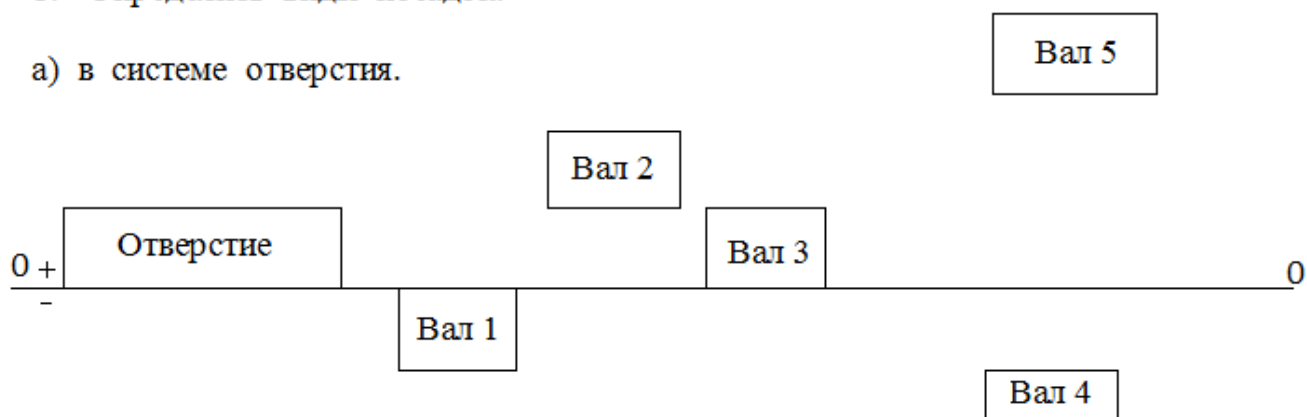 Вал 5
а) в системе отверстия.
Вал 2
Отверстие
Вал 3
0 +
0
-
Вал 1
Вал 4